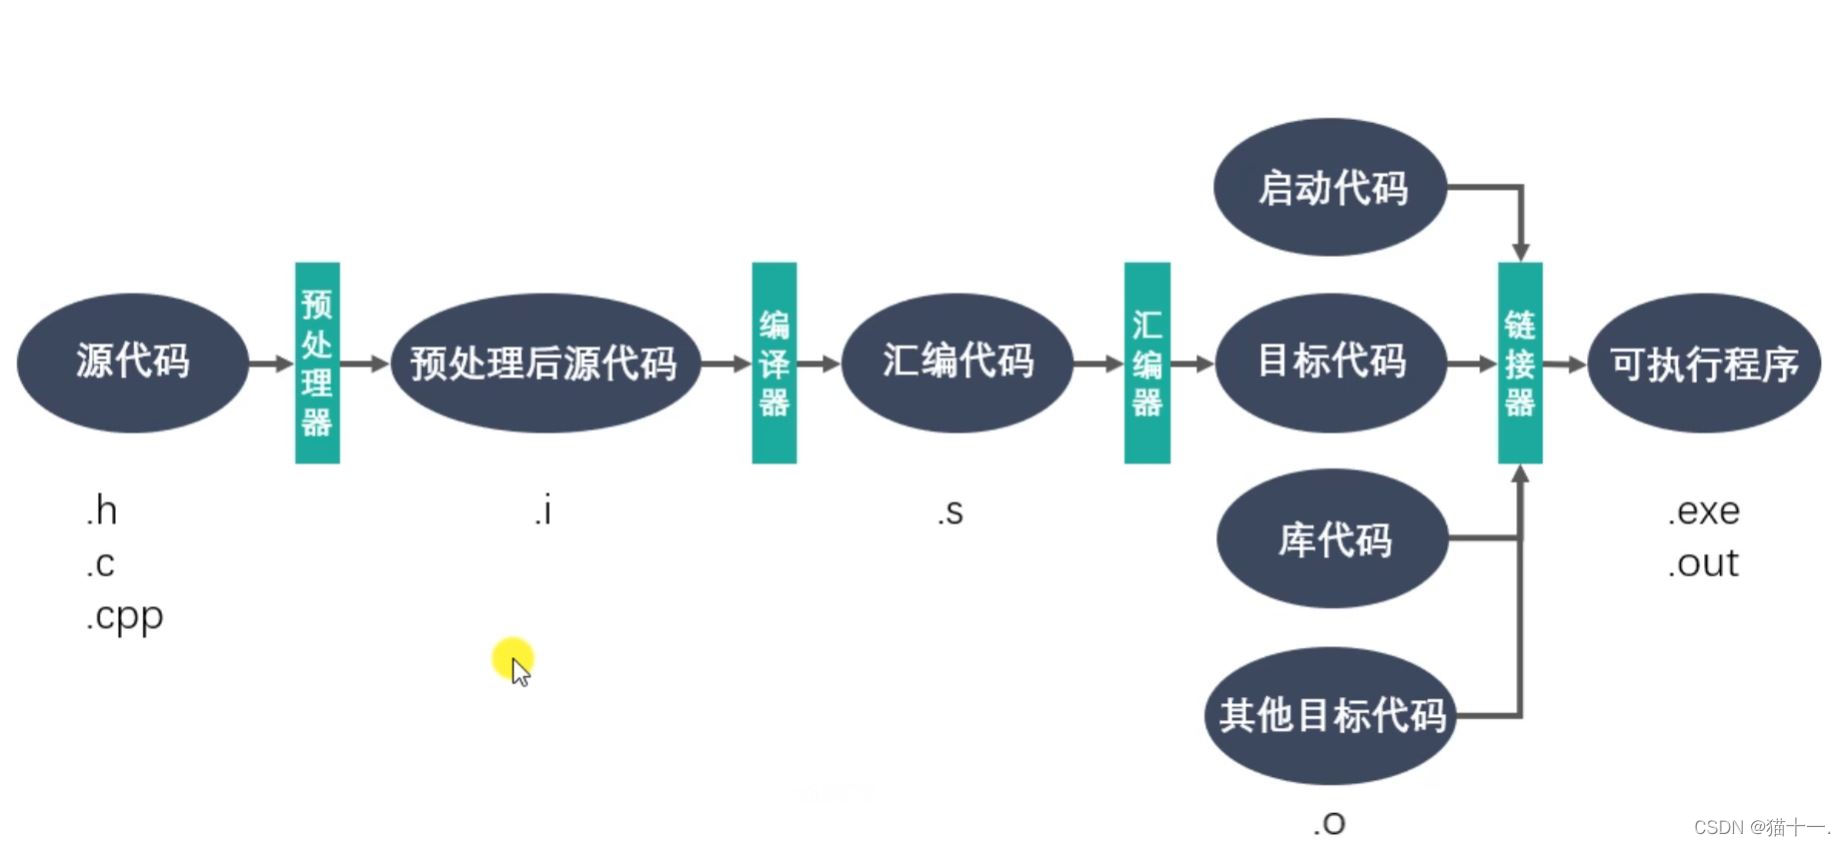 启动代码
源代码
预处理器
预处理后源代码
编译器
汇编代码
汇编器
目标代码
链接器
可执行程序
.h
.c
.cpp
.i
.s
库代码
.exe
.out
其他目标代码
.o
CSDN @猫十一.